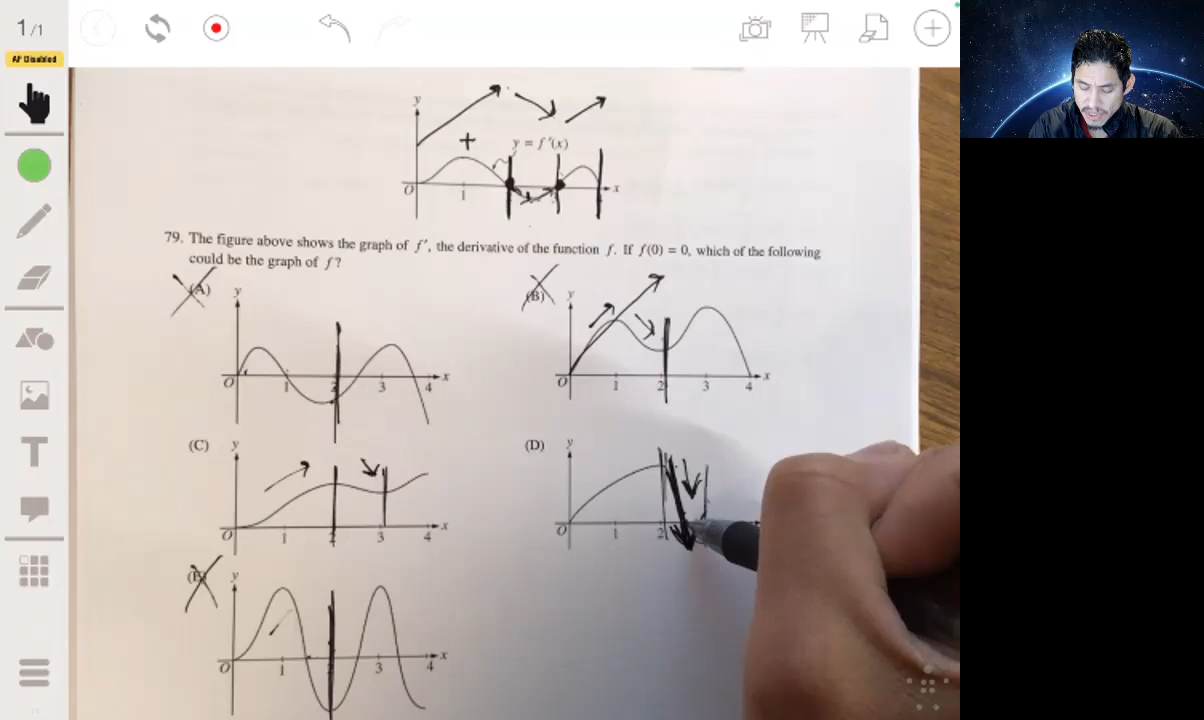 1/1
AF Disabled
y
+
y = f'(x)
O
1
x
79. The figure above shows the graph of f', the derivative of the function f. If f(0) = 0, which of the following
could be the graph of f?
(A)
y
O
1
2
3
4
x
(B)
y
O
1
2
3
4
x
(C)
y
O
1
2
3
4
x
(D)
y
O
1
2
y
O
1
3
4
x
T